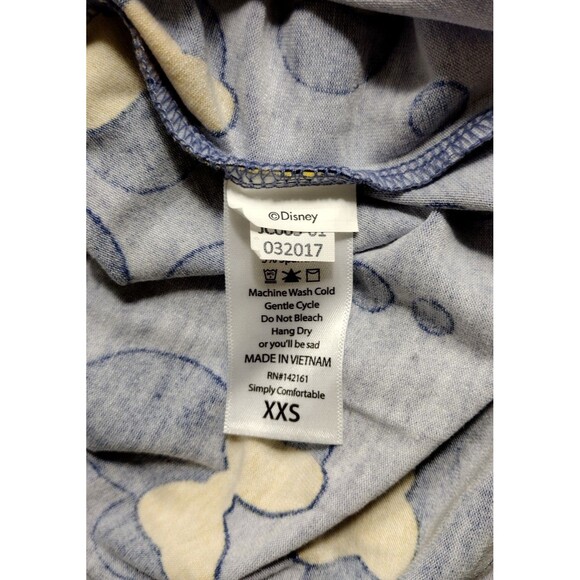 ©Disney
032017
Machine Wash Cold
Gentle Cycle
Do Not Bleach
Hang Dry
or you'll be sad
MADE IN VIETNAM
RN#142161
Simply Comfortable
XXS